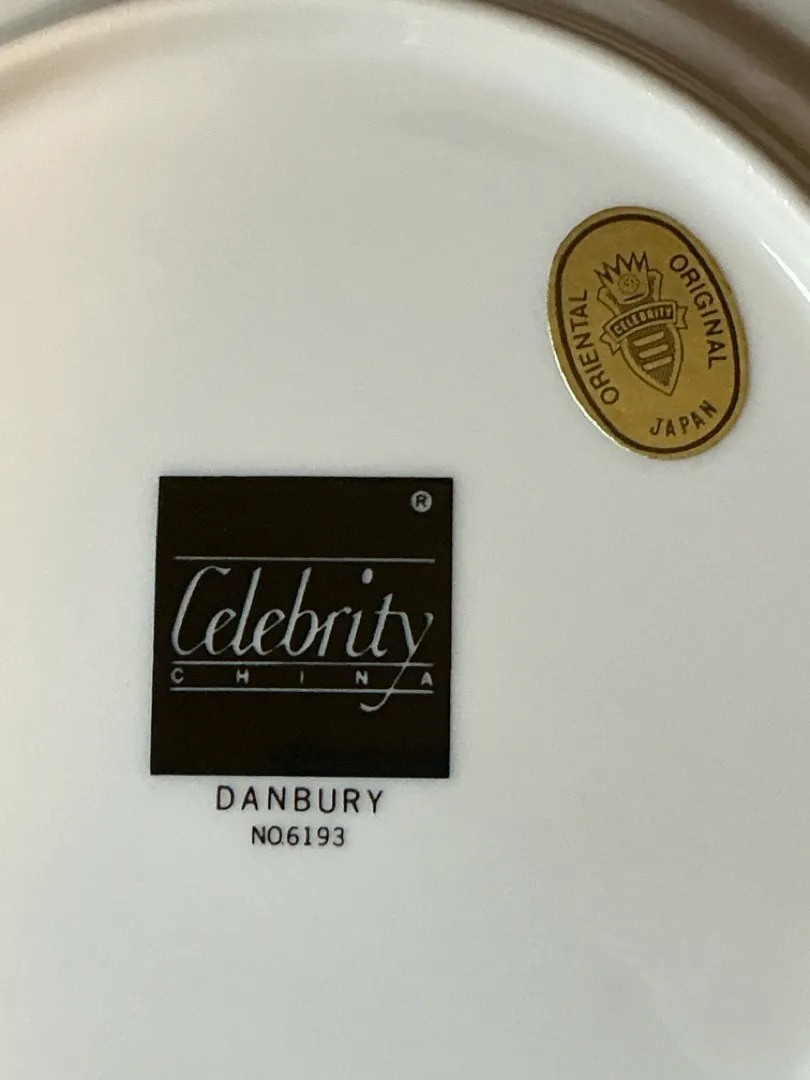 ORIENTAL ORIGINAL
CELEBRITY
JAPAN
®
Celebrity
CHINA
DANBURY
NO.6193